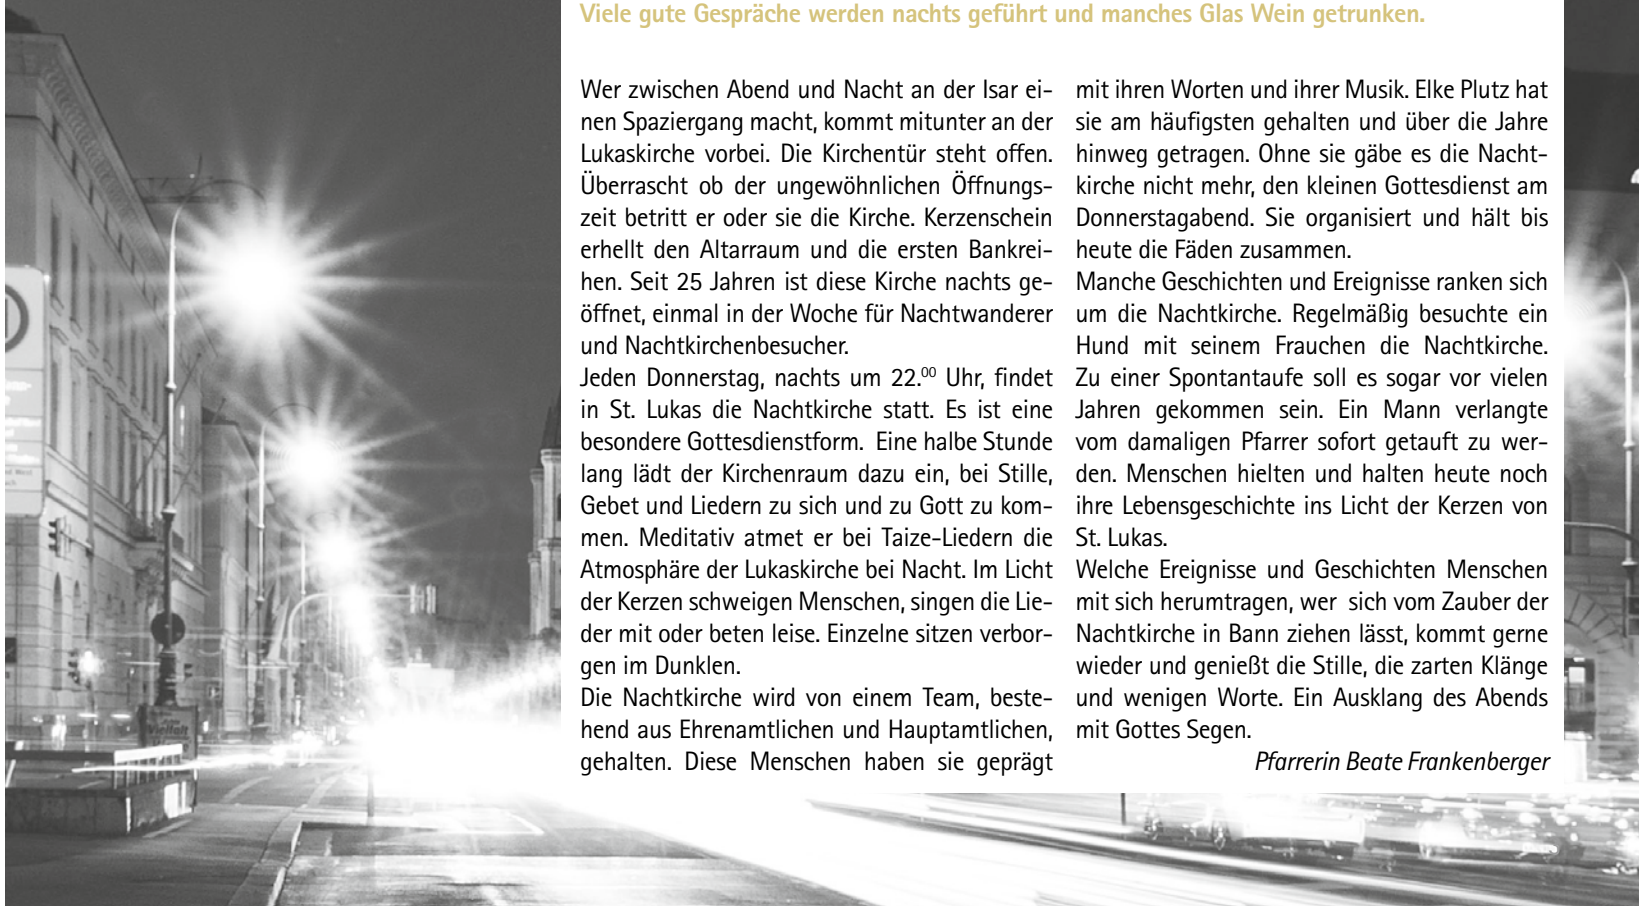 Viele gute Gespräche werden nachts geführt und manches Glas Wein getrunken.
Wer zwischen Abend und Nacht an der Isar ei-
nen Spaziergang macht, kommt mitunter an der
Lukaskirche vorbei. Die Kirchentür steht offen.
Überrascht ob der ungewöhnlichen Öffnungs-
zeit betritt er oder sie die Kirche. Kerzenschein
erhellt den Altarraum und die ersten Bankrei-
hen. Seit 25 Jahren ist diese Kirche nachts ge-
öffnet, einmal in der Woche für Nachtwanderer
und Nachtkirchenbesucher.
Jeden Donnerstag, nachts um 22.⁰⁰ Uhr, findet
in St. Lukas die Nachtkirche statt. Es ist eine
besondere Gottesdienstform.  Eine halbe Stunde
lang lädt der Kirchenraum dazu ein, bei Stille,
Gebet und Liedern zu sich und zu Gott zu kom-
men. Meditativ atmet er bei Taize-Liedern die
Atmosphäre der Lukaskirche bei Nacht. Im Licht
der Kerzen schweigen Menschen, singen die Lie-
der mit oder beten leise. Einzelne sitzen verbor-
gen im Dunklen.
Die Nachtkirche wird von einem Team, beste-
hend aus Ehrenamtlichen und Hauptamtlichen,
gehalten. Diese Menschen haben sie geprägt
mit ihren Worten und ihrer Musik. Elke Plutz hat
sie am häufigsten gehalten und über die Jahre
hinweg getragen. Ohne sie gäbe es die Nacht-
kirche nicht mehr, den kleinen Gottesdienst am
Donnerstagabend. Sie organisiert und hält bis
heute die Fäden zusammen.
Manche Geschichten und Ereignisse ranken sich
um die Nachtkirche. Regelmäßig besuchte ein
Hund mit seinem Frauchen die Nachtkirche.
Zu einer Spontantaufe soll es sogar vor vielen
Jahren gekommen sein. Ein Mann verlangte
vom damaligen Pfarrer sofort getauft zu wer-
den. Menschen hielten und halten heute noch
ihre Lebensgeschichte ins Licht der Kerzen von
St. Lukas.
Welche Ereignisse und Geschichten Menschen
mit sich herumtragen, wer  sich vom Zauber der
Nachtkirche in Bann ziehen lässt, kommt gerne
wieder und genießt die Stille, die zarten Klänge
und wenigen Worte. Ein Ausklang des Abends
mit Gottes Segen.
Pfarrerin Beate Frankenberger
Vielfalt